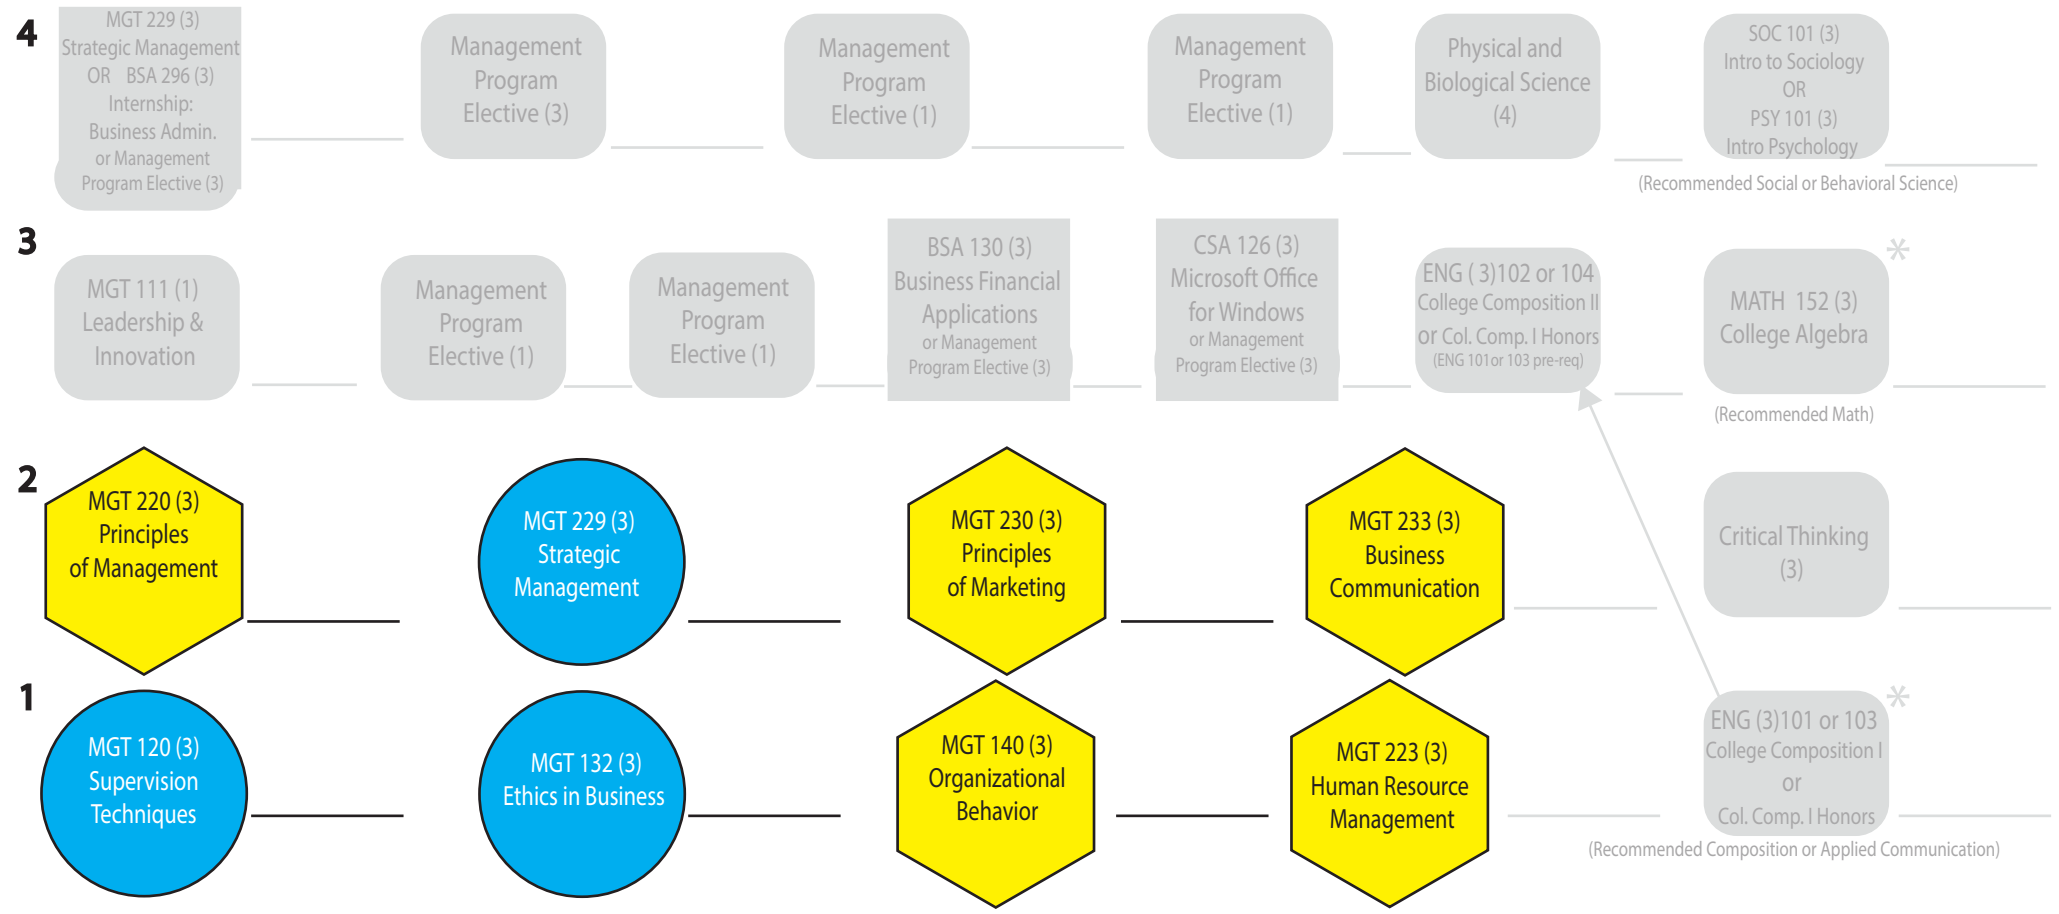 4
MGT 229 (3)
Strategic Management
OR BSA 296 (3)
Internship:
Business Admin.
or Management
Program Elective (3)
Management
Program
Elective (3)
Management
Program
Elective (1)
Management
Program
Elective (1)
Physical and
Biological Science
(4)
SOC 101 (3)
Intro to Sociology
OR
PSY 101 (3)
Intro Psychology
(Recommended Social or Behavioral Science)
3
MGT 111 (1)
Leadership &
Innovation
Management
Program
Elective (1)
Management
Program
Elective (1)
BSA 130 (3)
Business Financial
Applications
or Management
Program Elective (3)
CSA 126 (3)
Microsoft Office
for Windows
or Management
Program Elective (3)
ENG ( 3)102 or 104
College Composition II
or Col. Comp. I Honors
(ENG 101or 103 pre-req)
*
MATH 152 (3)
College Algebra
(Recommended Math)
2
MGT 220 (3)
Principles
of Management
MGT 229 (3)
Strategic
Management
MGT 230 (3)
Principles
of Marketing
MGT 233 (3)
Business
Communication
Critical Thinking
(3)
1
MGT 120 (3)
Supervision
Techniques
MGT 132 (3)
Ethics in Business
MGT 140 (3)
Organizational
Behavior
MGT 223 (3)
Human Resource
Management
*
ENG (3)101 or 103
College Composition I
or
Col. Comp. I Honors
(Recommended Composition or Applied Communication)